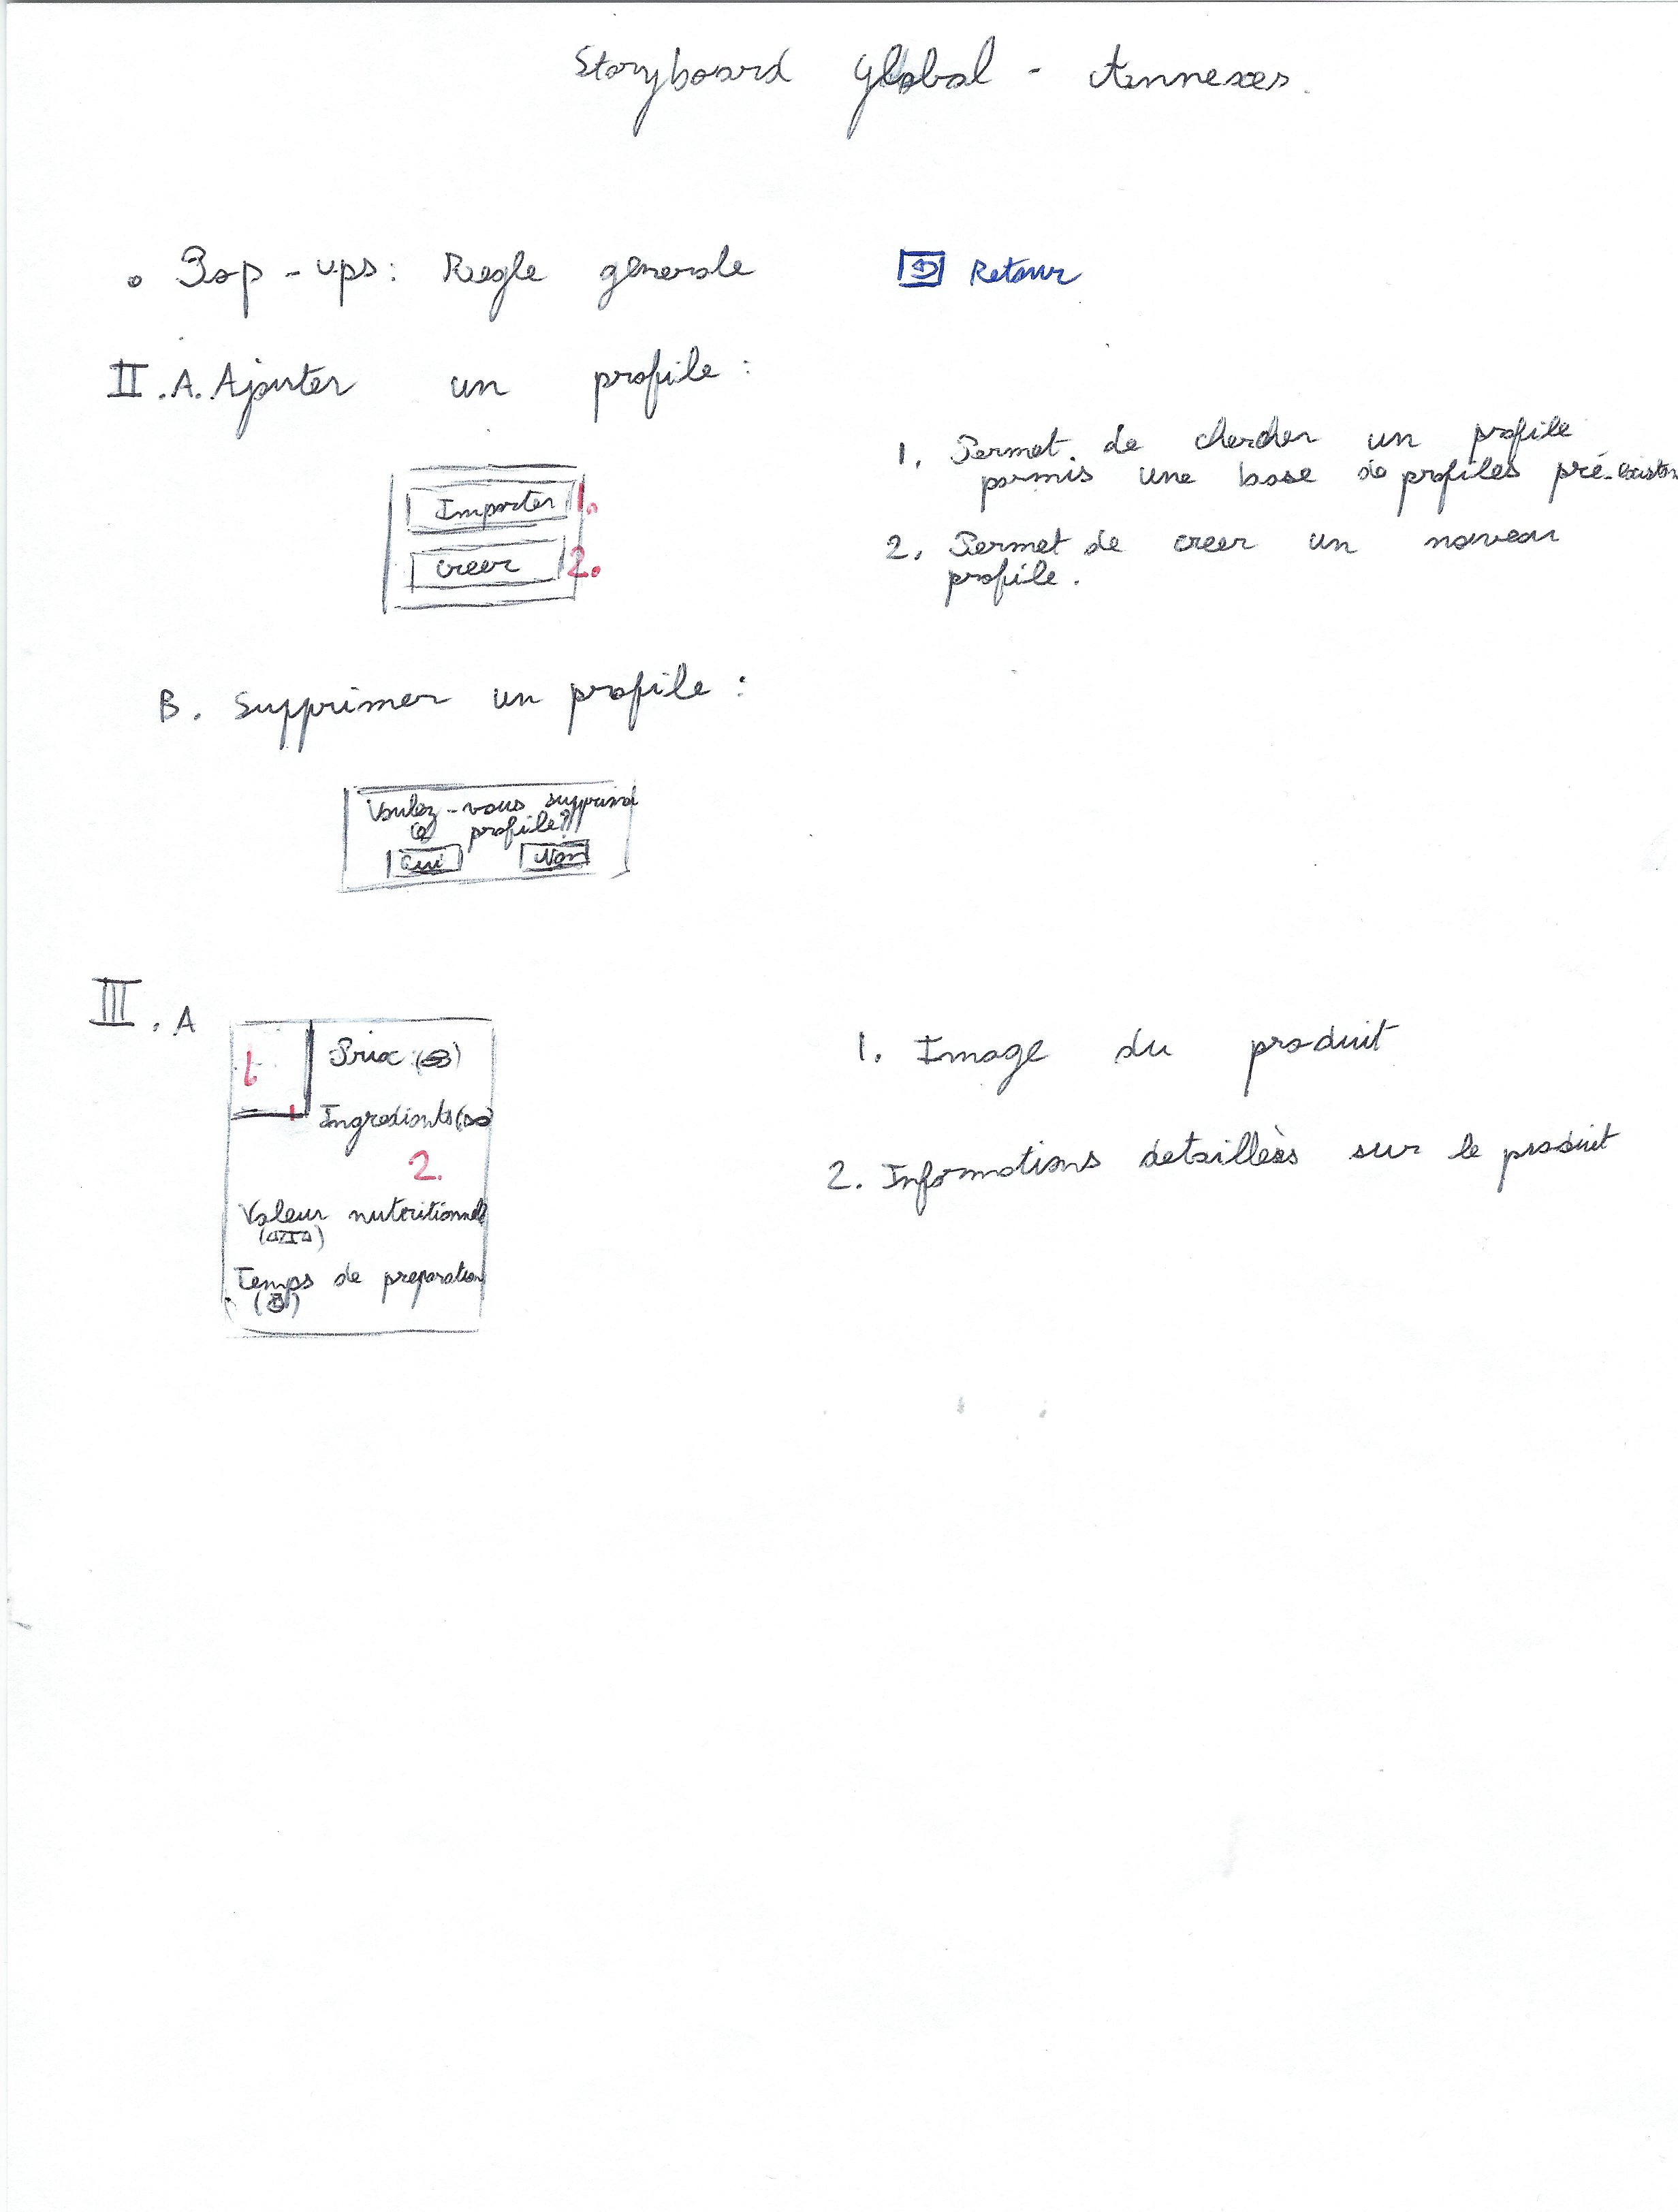 Storyboard Global - Annexes.
• Pop-ups: Regle generale
Retour
II. A. Ajouter un profile :
Importer 1.
creer 2.
1. Permet de chercher un profile
parmis une base de profiles pré-existan
2. Permet de creer un nouveau
profile.
B. Supprimer un profile :
Voulez-vous supprimer
ce profile?
Oui Non
III. A
1. Prix:
Ingredients
2.
Valeur nutritionnelle
Temps de preparation
1. Image du produit
2. Informations detaillées sur le produit